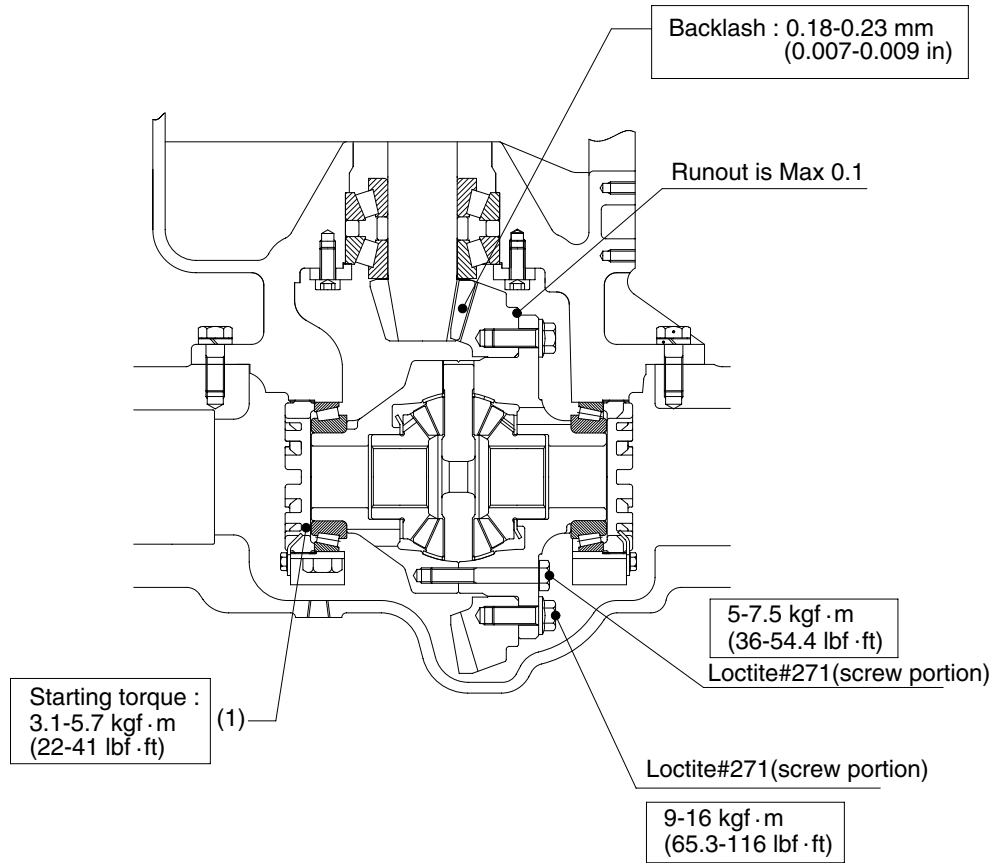 Backlash : 0.18-0.23 mm
(0.007-0.009 in)
Runout is Max 0.1
5-7.5 kgf·m
(36-54.4 lbf·ft)
Loctite#271(screw portion)
Starting torque :
3.1-5.7 kgf·m
(22-41 lbf·ft)
(1)
Loctite#271(screw portion)
9-16 kgf·m
(65.3-116 lbf·ft)